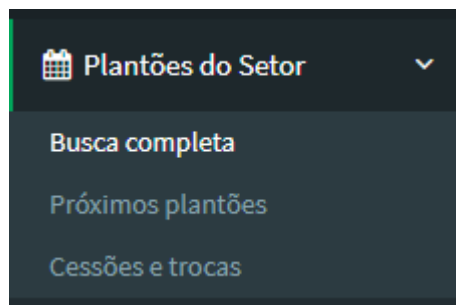 Plantões do Setor
Busca completa
Próximos plantões
Cessões e trocas